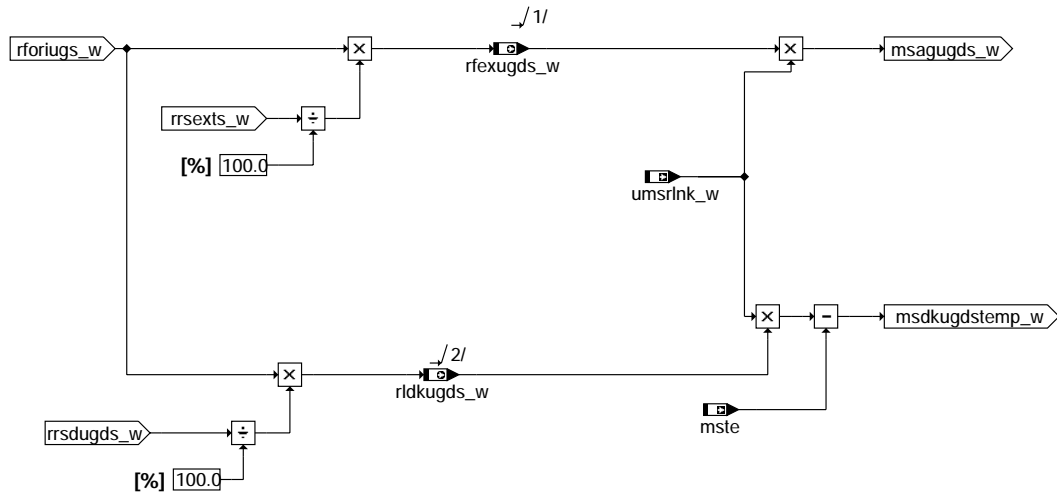 1/
rforiugs_w
rfexugds_w
msagugds_w
rrsexts_w
[%] 100.0
umsrlnk_w
msdkugdstemp_w
2/
rldkugds_w
mste
rrsdugds_w
[%] 100.0